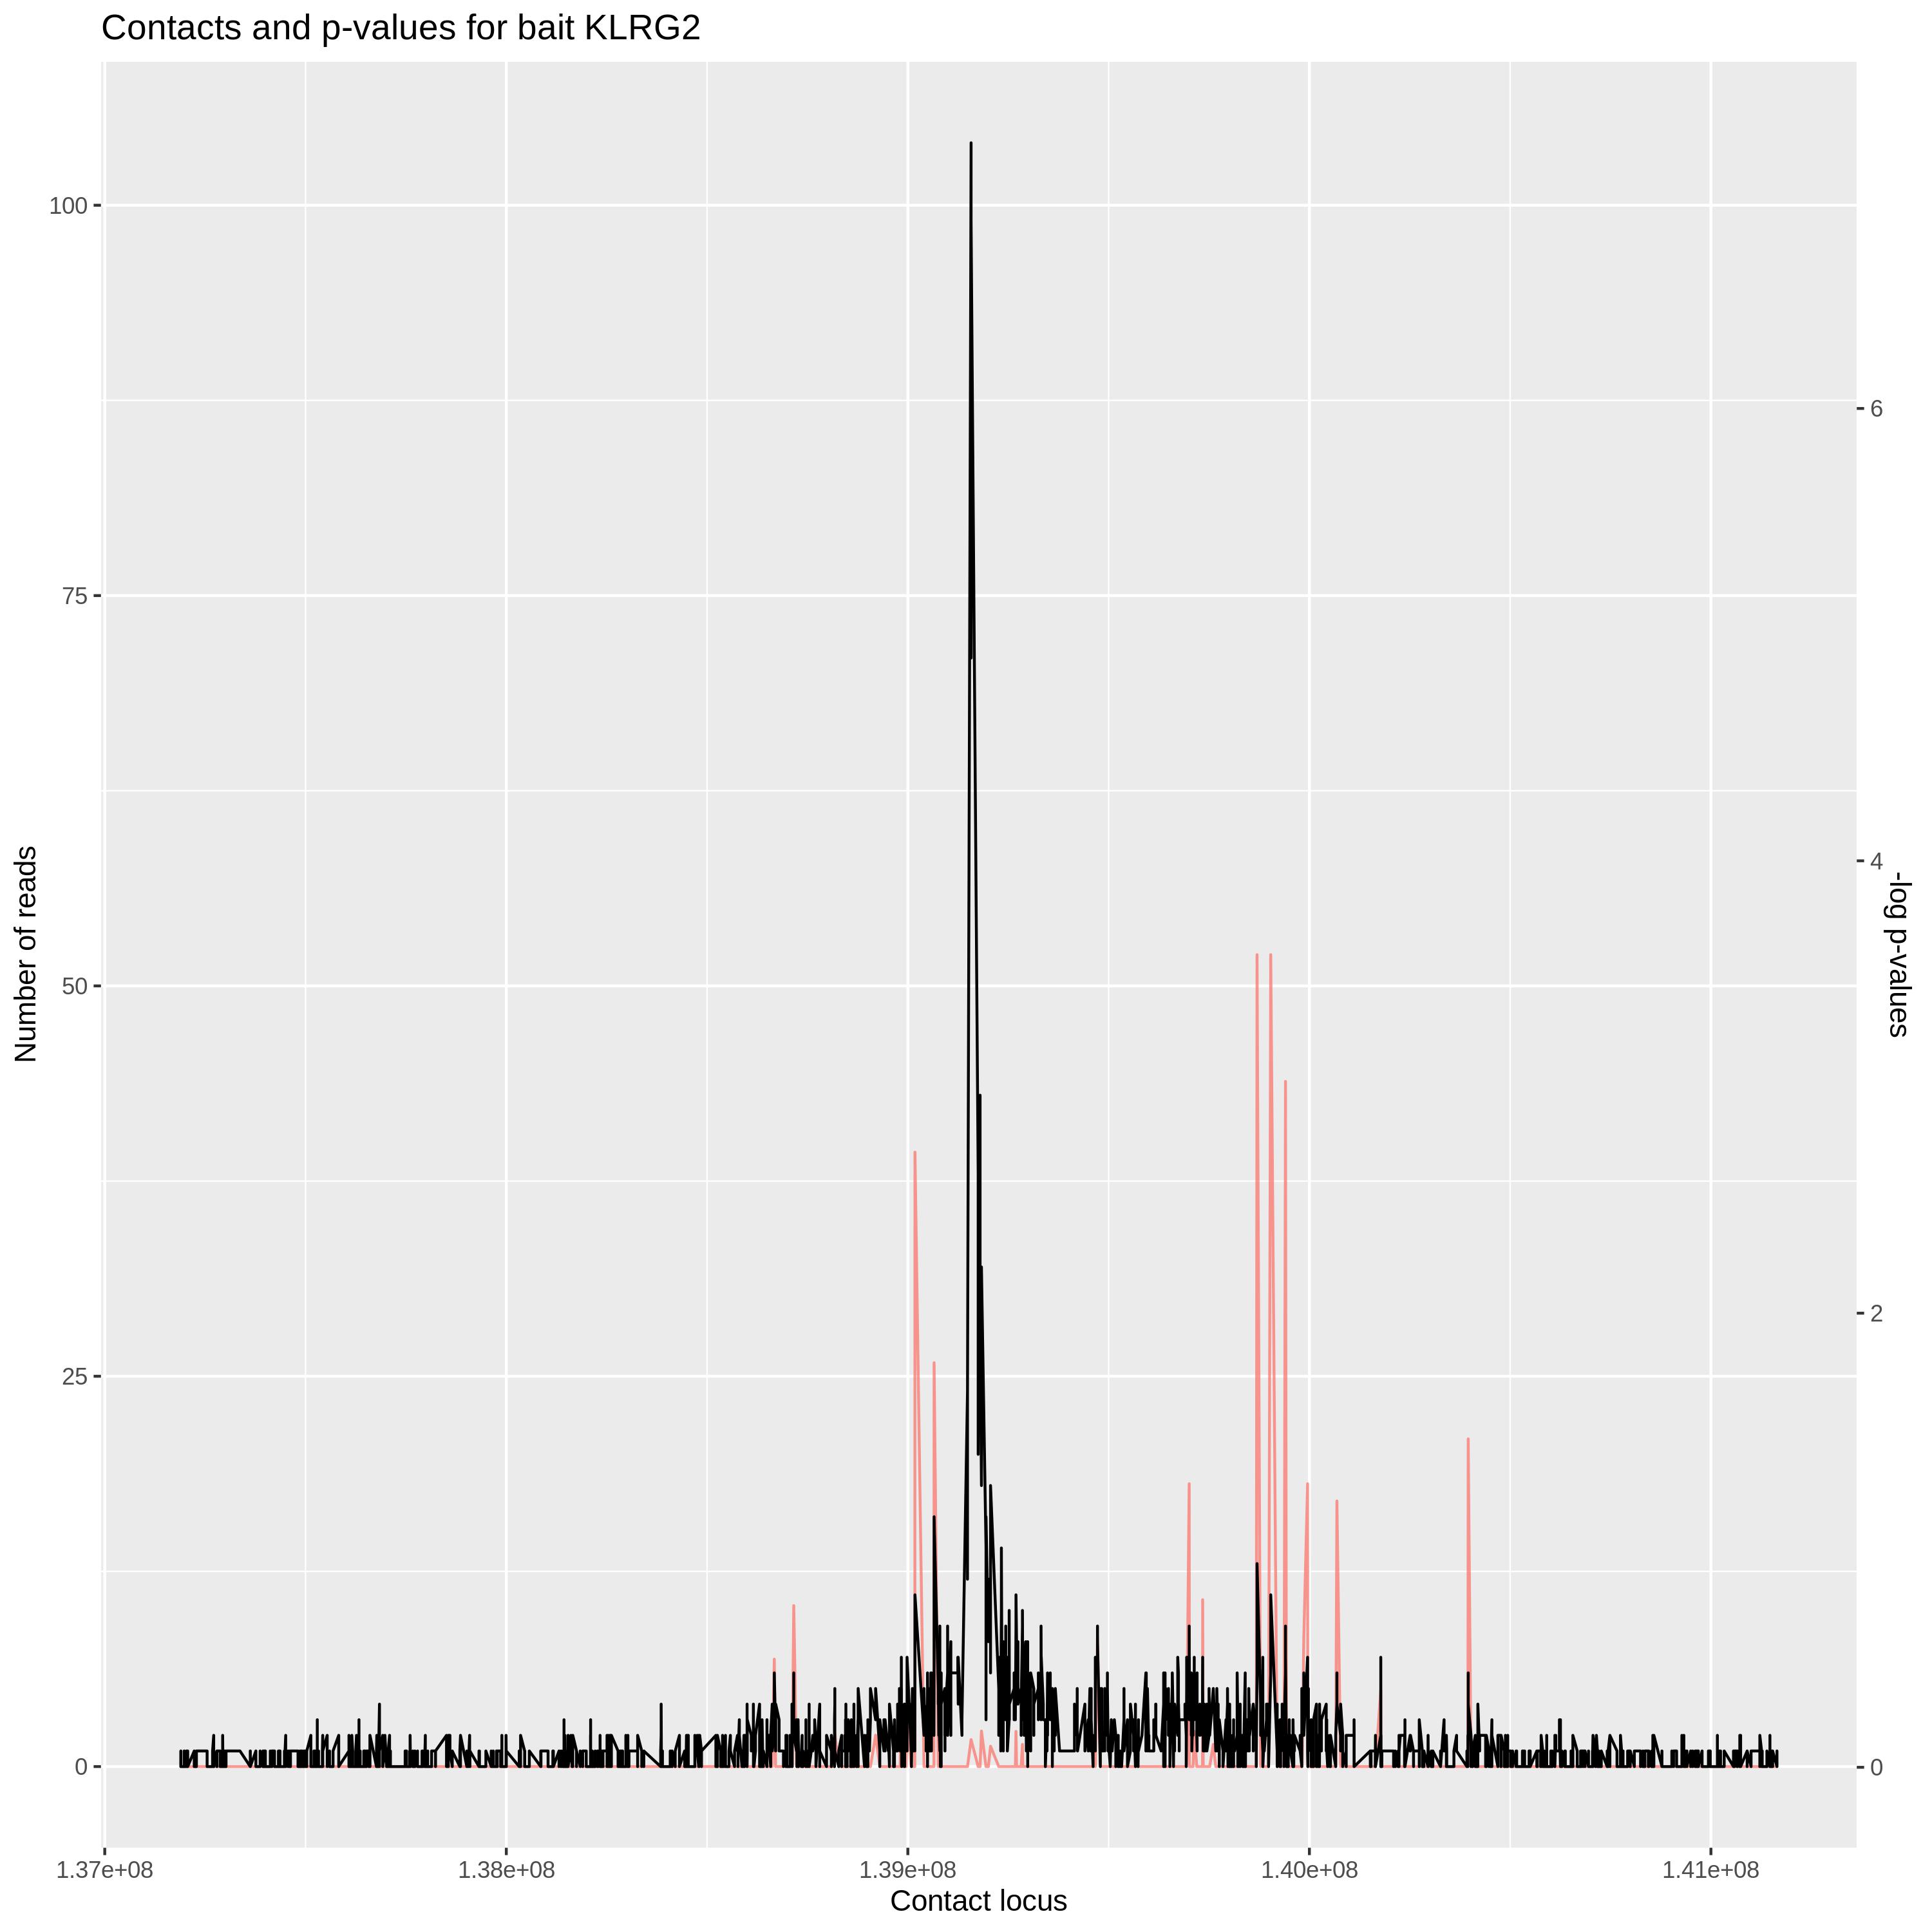 Contacts and p-values for bait KLRG2
Number of reads
100
75
50
25
0
6
4
2
0
-log p-values
1.37e+08
1.38e+08
1.39e+08
1.40e+08
1.41e+08
Contact locus